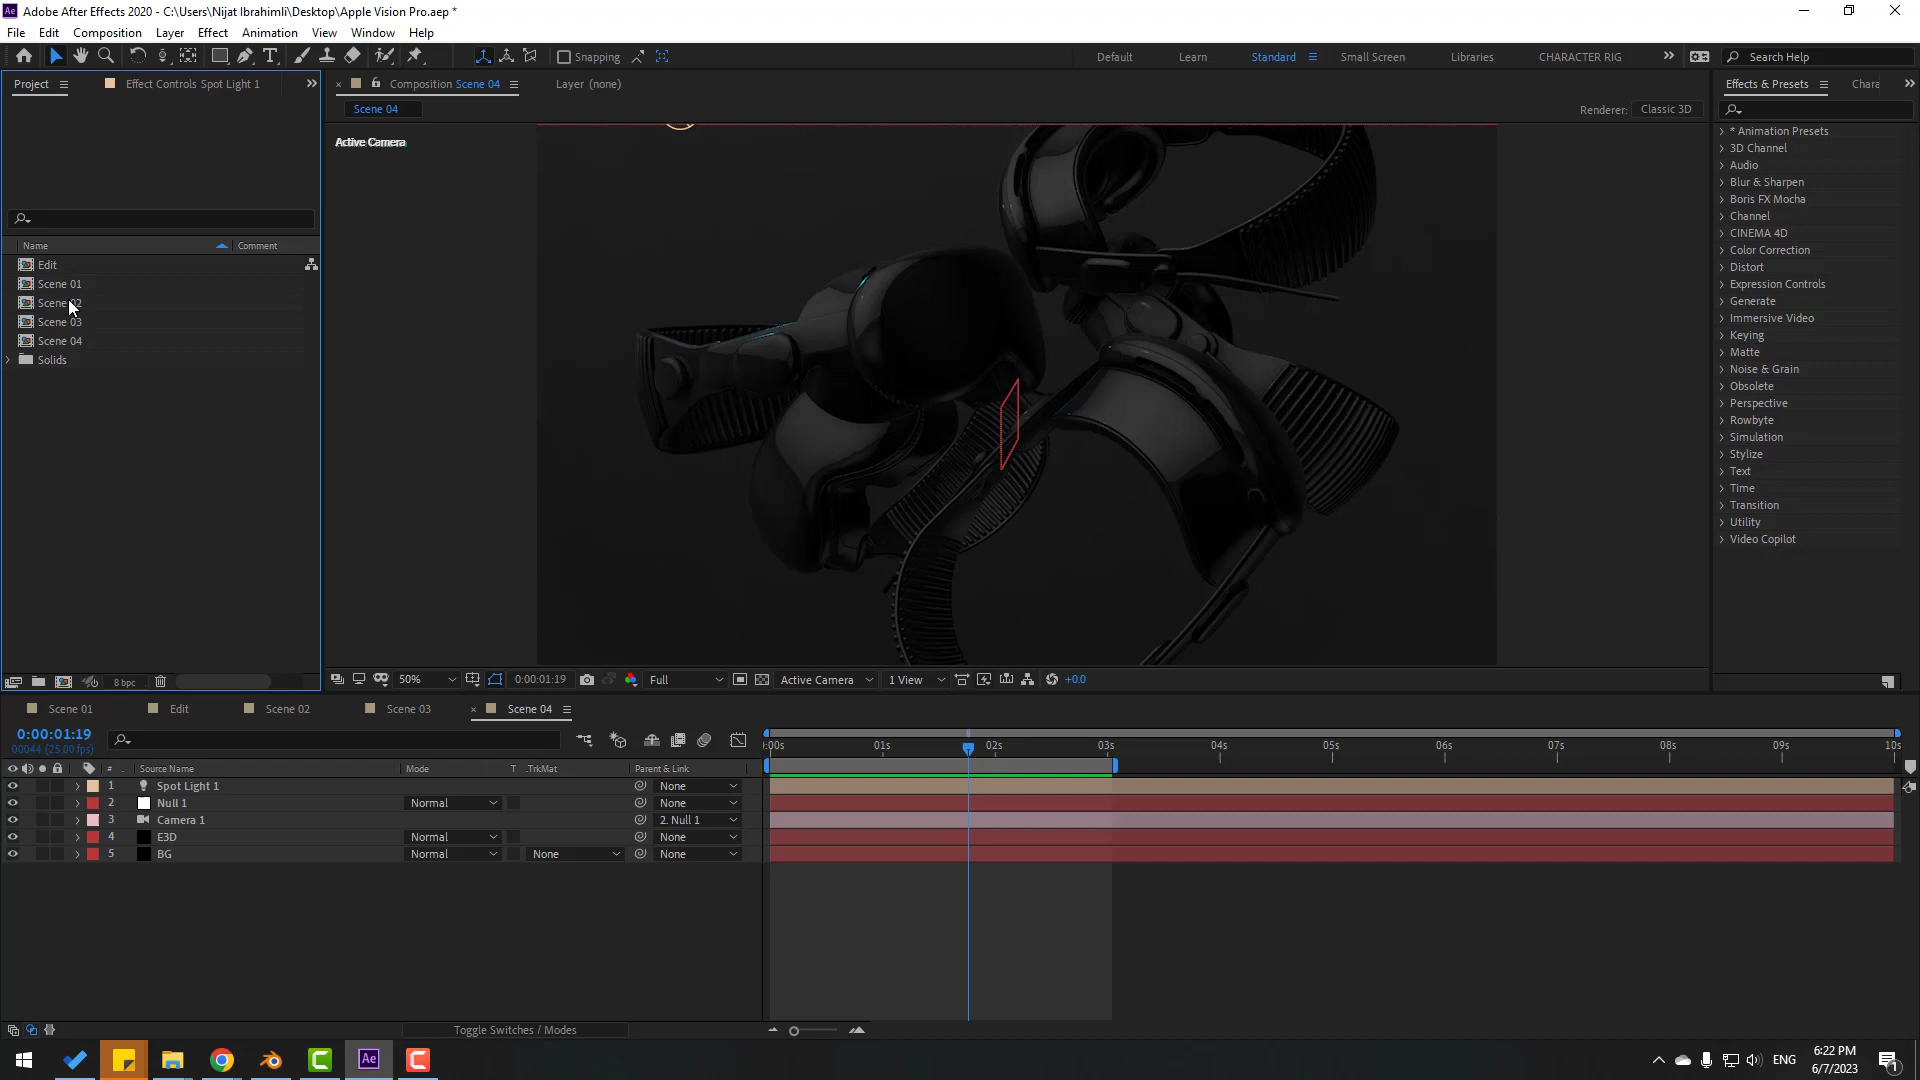 Adobe After Effects 2020 - C:\Users\Nijat Ibrahimli\Desktop\Apple Vision Pro.aep *
File Edit Composition Layer Effect Animation View Window Help
Snapping Default Learn Standard Small Screen Libraries CHARACTER RIG Search Help
Project Effect Controls Spot Light 1
Composition Scene 04 Layer (none)
Effects & Presets Chara
Scene 04
Renderer: Classic 3D
Active Camera
Name Comment
Edit
Scene 01
Scene 02
Scene 03
Scene 04
Solids
* Animation Presets
3D Channel
Audio
Blur & Sharpen
Boris FX Mocha
Channel
CINEMA 4D
Color Correction
Distort
Expression Controls
Generate
Immersive Video
Keying
Matte
Noise & Grain
Obsolete
Perspective
Rowbyte
Simulation
Stylize
Text
Time
Transition
Utility
Video Copilot
8 bpc
50% 0:00:01:19 Full Active Camera 1 View +0.0
Scene 01 Edit Scene 02 Scene 03 Scene 04
0:00:01:19
00044 (25.00 fps)
:00s 01s 02s 03s 04s 05s 06s 07s 08s 09s 10s
# Source Name Mode T .TrkMat Parent & Link
1 Spot Light 1 None
2 Null 1 Normal None
3 Camera 1 2. Null 1
4 E3D Normal None
5 BG Normal None None
Toggle Switches / Modes
ENG
6:22 PM
6/7/2023
1